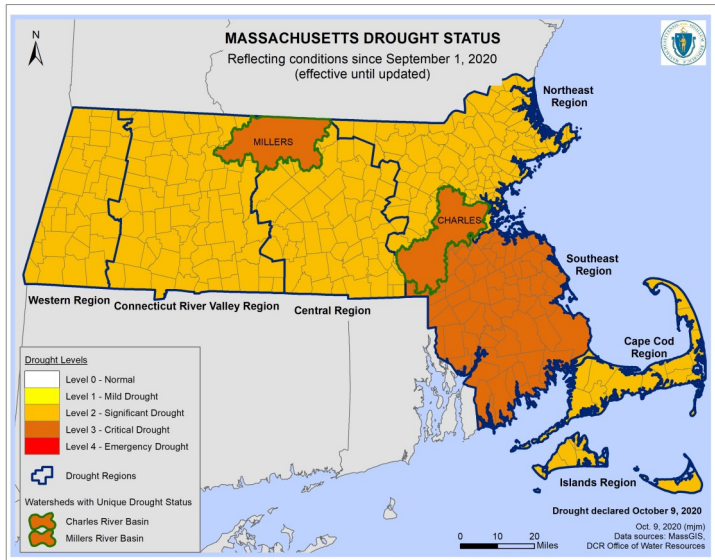 MASSACHUSETTS DROUGHT STATUS
Reflecting conditions since September 1, 2020
(effective until updated)
N
Northeast
Region
MILLERS
CHARLES
Southeast
Region
Western Region
Connecticut River Valley Region
Central Region
Cape Cod
Region
Drought Levels
Level 0 - Normal
Level 1 - Mild Drought
Level 2 - Significant Drought
Level 3 - Critical Drought
Level 4 - Emergency Drought
Drought Regions
Watersheds with Unique Drought Status
Charles River Basin
Millers River Basin
Islands Region
Drought declared October 9, 2020
Oct. 9, 2020 (mjm)
Data sources: MassGIS,
DCR Office of Water Resources
0 10 20
Miles